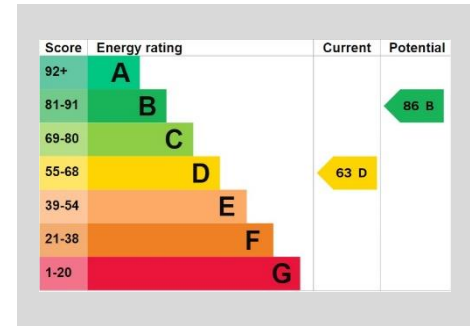 Score Energy rating Current Potential
92+ A
81-91 B 86 B
69-80 C
55-68 D 63 D
39-54 E
21-38 F
1-20 G